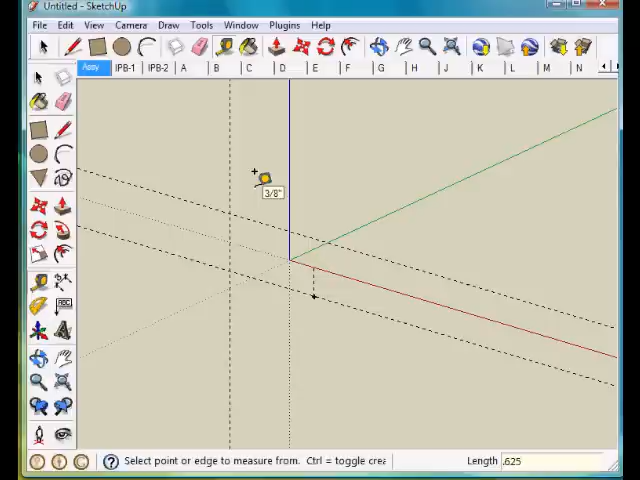 Untitled - SketchUp
File Edit View Camera Draw Tools Window Plugins Help
Assy IPB-1 IPB-2 A B C D E F G H J K L M N
3/8"
ABC
Select point or edge to measure from. Ctrl = toggle crea Length .625